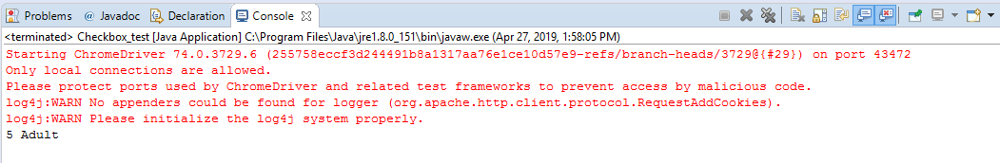 Problems @ Javadoc Declaration Console
<terminated> Checkbox_test [Java Application] C:\Program Files\Java\jre1.8.0_151\bin\javaw.exe (Apr 27, 2019, 1:58:05 PM)
Starting ChromeDriver 74.0.3729.6 (255758eccf3d244491b8a1317aa76e1ce10d57e9-refs/branch-heads/3729@{#29}) on port 43472
Only local connections are allowed.
Please protect ports used by ChromeDriver and related test frameworks to prevent access by malicious code.
log4j:WARN No appenders could be found for logger (org.apache.http.client.protocol.RequestAddCookies).
log4j:WARN Please initialize the log4j system properly.
5 Adult